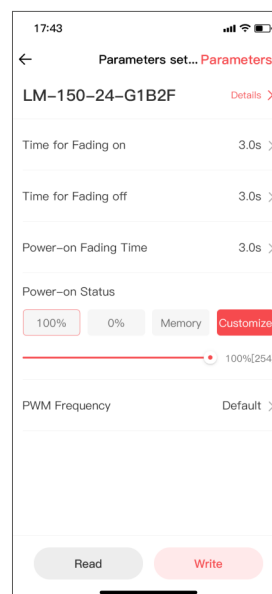 17:43
← Parameters set... Parameters
LM-150-24-G1B2F Details >
Time for Fading on 3.0s >
Time for Fading off 3.0s >
Power-on Fading Time 3.0s >
Power-on Status
100% 0% Memory Customize
100%[254
PWM Frequency Default >
Read Write